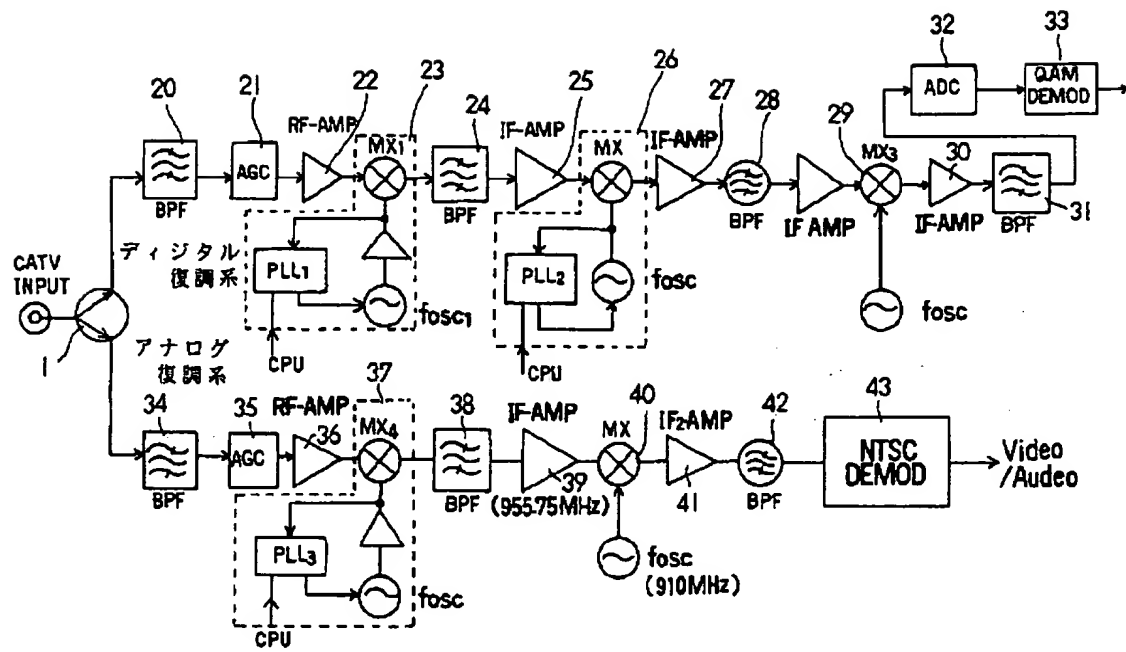 32
33
20
21
22
23
24
25
26
27
28
29
30
31
ADC
QAM
DEMOD
RF-AMP
MX1
IF-AMP
MX
IF-AMP
MX3
AGC
BPF
BPF
BPF
IF AMP
IF-AMP
BPF
ディジタル
復調系
PLL1
fosc1
CPU
PLL2
fosc
CPU
fosc
CATV
INPUT
1
アナログ
復調系
34
35
RF-AMP
36
37
MX4
38
IF-AMP
39
(955.75MHz)
MX
40
IF2-AMP
41
42
43
AGC
BPF
BPF
BPF
NTSC
DEMOD
Video
/Audeo
PLL3
fosc
CPU
fosc
(910MHz)